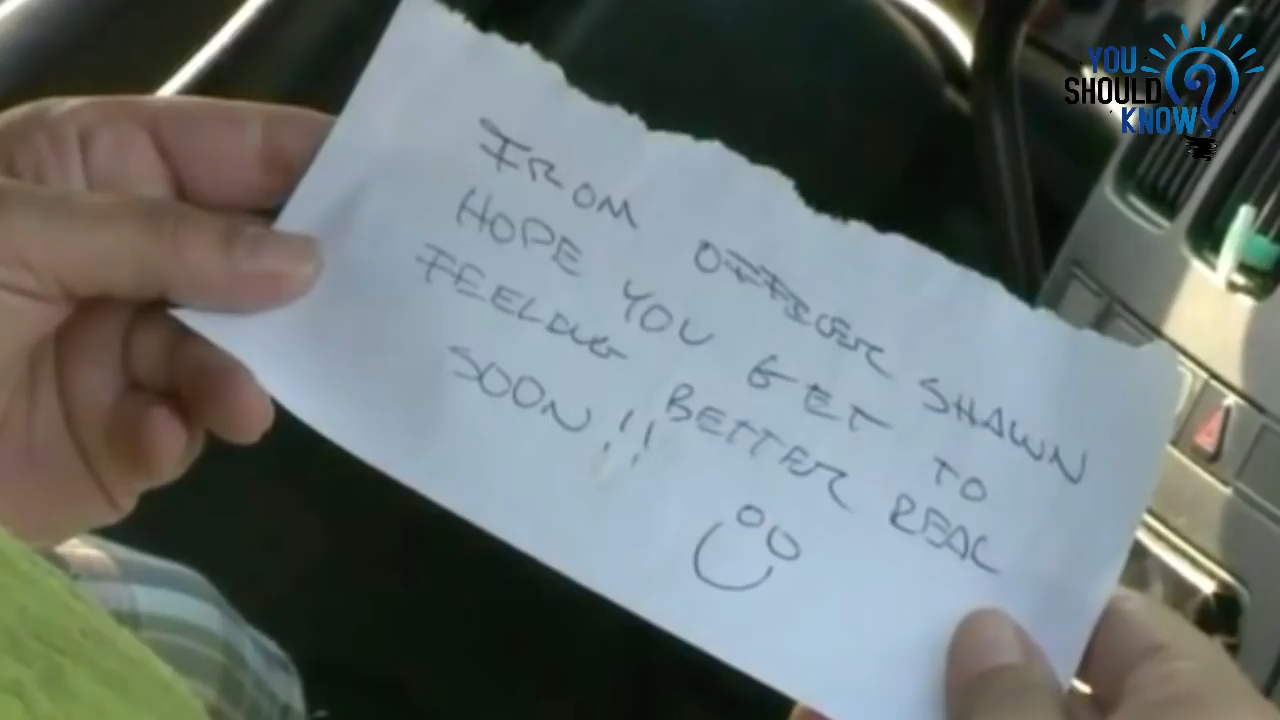 FROM OFFICER SHAWN
HOPE YOU GET TO
FEELING BETTER REAL
SOON!!
YOU
SHOULD
KNOW